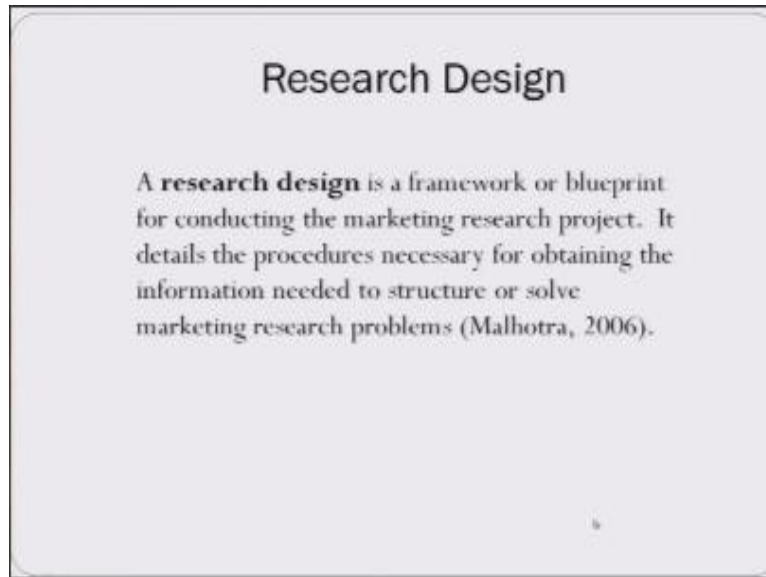 Research Design
A research design is a framework or blueprint
for conducting the marketing research project. It
details the procedures necessary for obtaining the
information needed to structure or solve
marketing research problems (Malhotra, 2006).